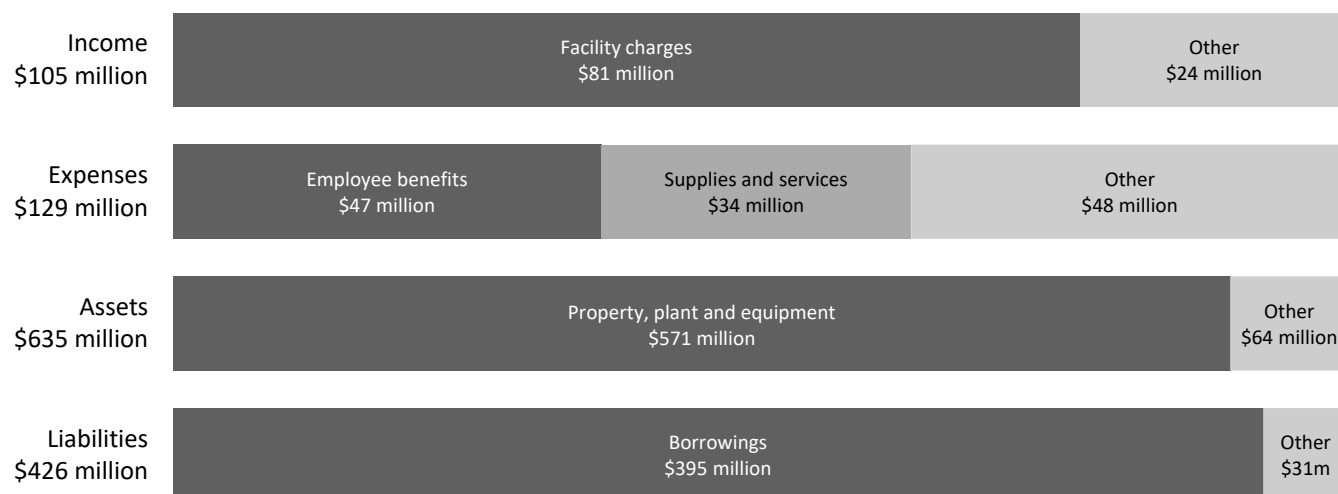 Income
$105 million
Facility charges
$81 million
Other
$24 million
Expenses
$129 million
Employee benefits
$47 million
Supplies and services
$34 million
Other
$48 million
Assets
$635 million
Property, plant and equipment
$571 million
Other
$64 million
Liabilities
$426 million
Borrowings
$395 million
Other
$31m